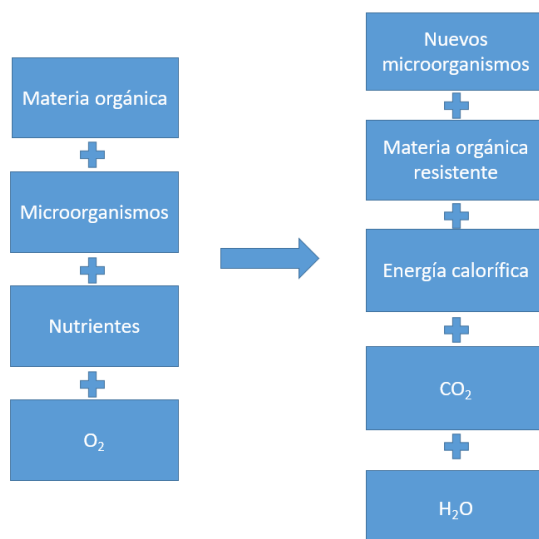 Materia orgánica
Microorganismos
Nutrientes
O₂
Nuevos
microorganismos
Materia orgánica
resistente
Energía calorífica
CO₂
H₂O